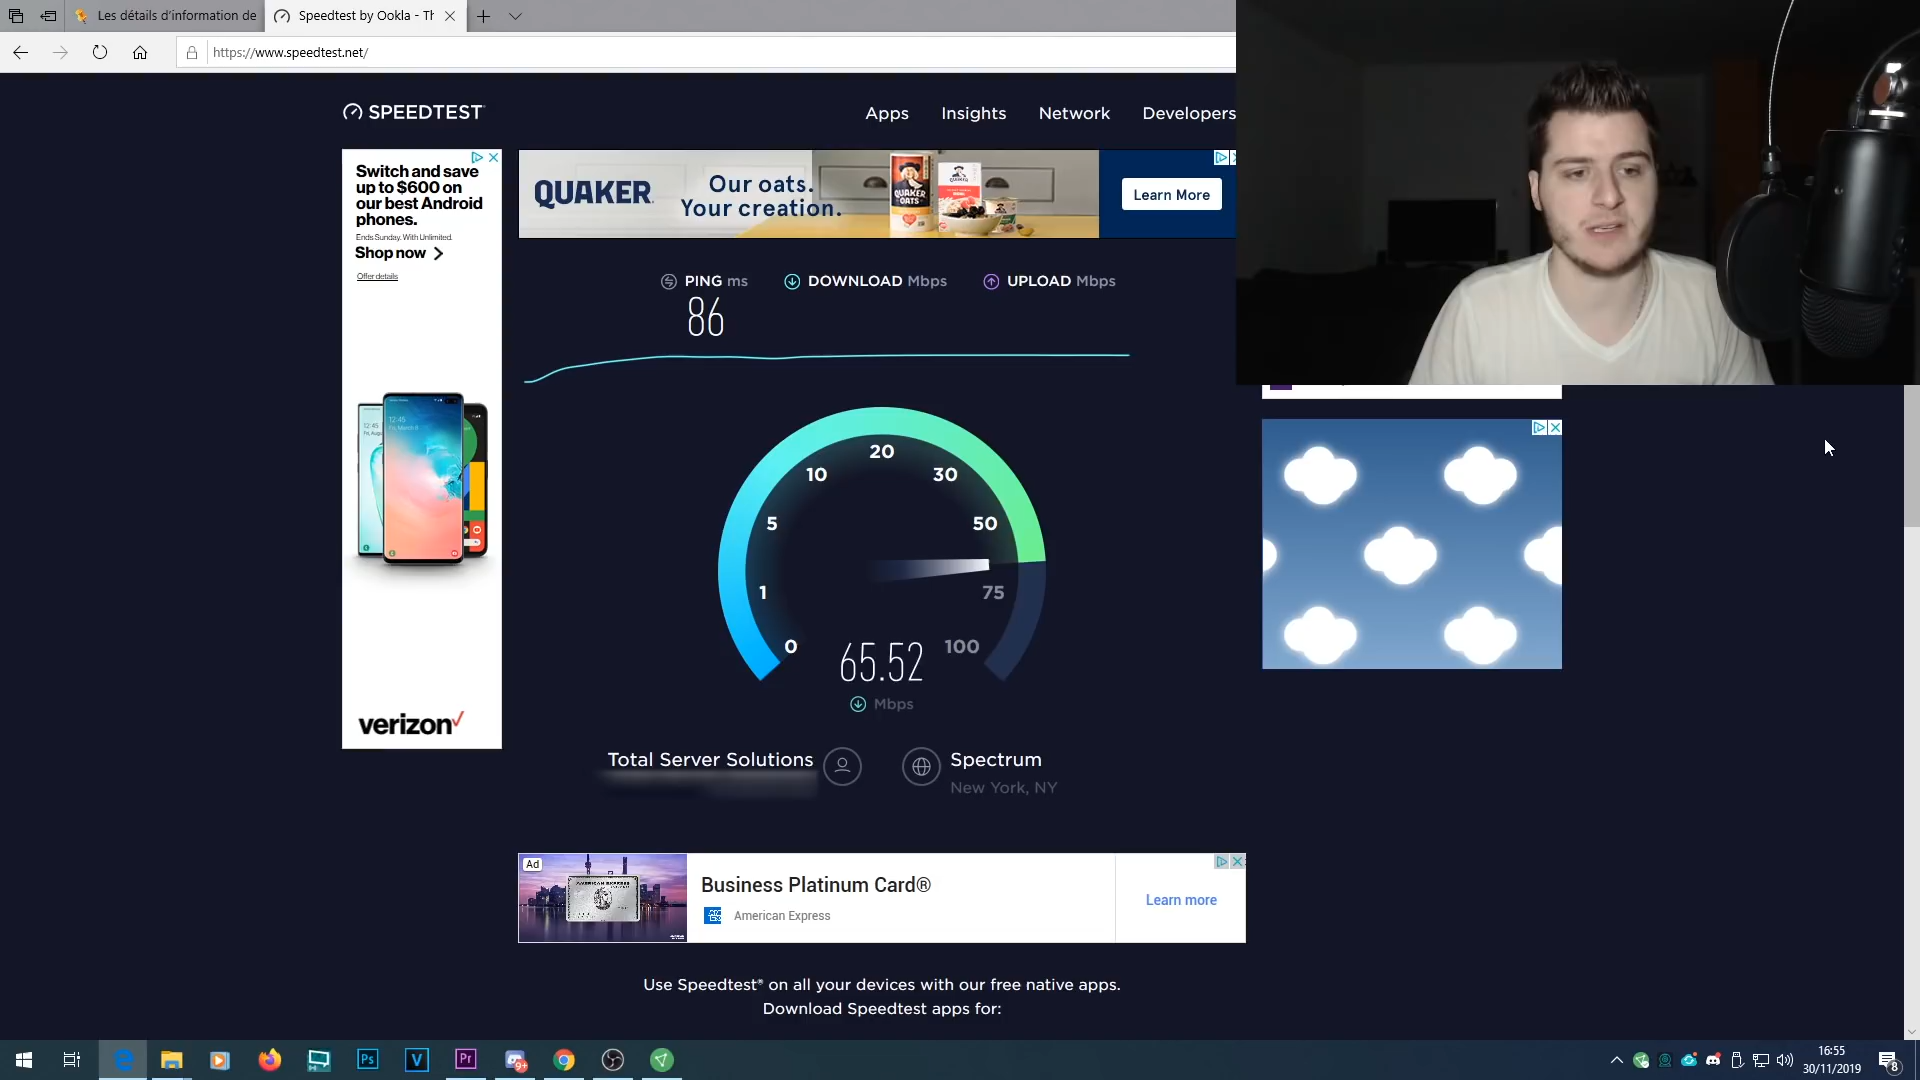 Les détails d'information de
Speedtest by Ookla - Th
https://www.speedtest.net/
SPEEDTEST
Apps
Insights
Network
Developers
Switch and save
up to $600 on
our best Android
phones.
Ends Sunday. With Unlimited.
Shop now
Offer details
verizon
QUAKER
Our oats.
Your creation.
Learn More
PING ms
86
DOWNLOAD Mbps
UPLOAD Mbps
0
1
5
10
20
30
50
75
100
65.52
Mbps
Total Server Solutions
Spectrum
New York, NY
Ad
Business Platinum Card®
American Express
Learn more
Use Speedtest® on all your devices with our free native apps.
Download Speedtest apps for:
Ps
V
Pr
9+
16:55
30/11/2019
8